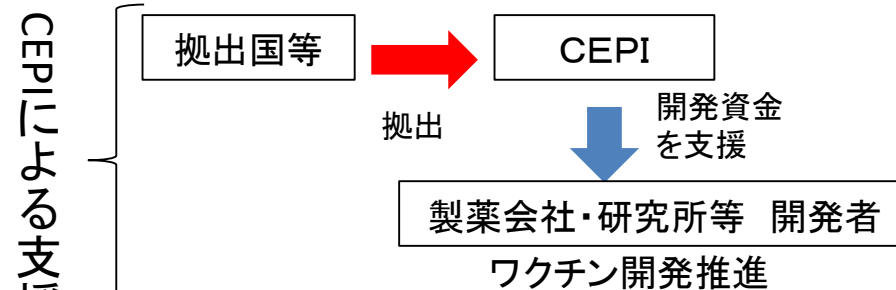 CEPIによる支援
拠出国等
CEPI
拠出
開発資金
を支援
製薬会社・研究所等　開発者
ワクチン開発推進